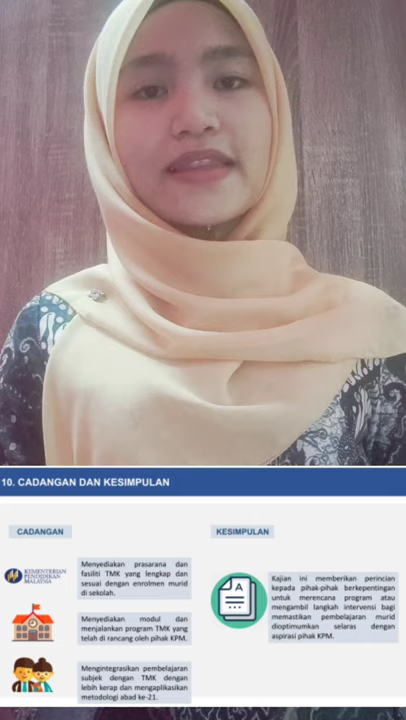 10. CADANGAN DAN KESIMPULAN
CADANGAN
KEMENTERIAN
PENDIDIKAN
MALAYSIA
Menyediakan prasarana dan
fasiliti TMK yang lengkap dan
sesuai dengan enrolmen murid
di sekolah.
Menyediakan modul dan
menjalankan program TMK yang
telah di rancang oleh pihak KPM.
Mengintegrasikan pembelajaran
subjek dengan TMK dengan
lebih kerap dan mengaplikasikan
metodologi abad ke-21.
KESIMPULAN
A
Kajian ini memberikan perincian
kepada pihak-pihak berkepentingan
untuk merencana program atau
mengambil langkah intervensi bagi
memastikan pembelajaran murid
dioptimumkan selaras dengan
aspirasi pihak KPM.